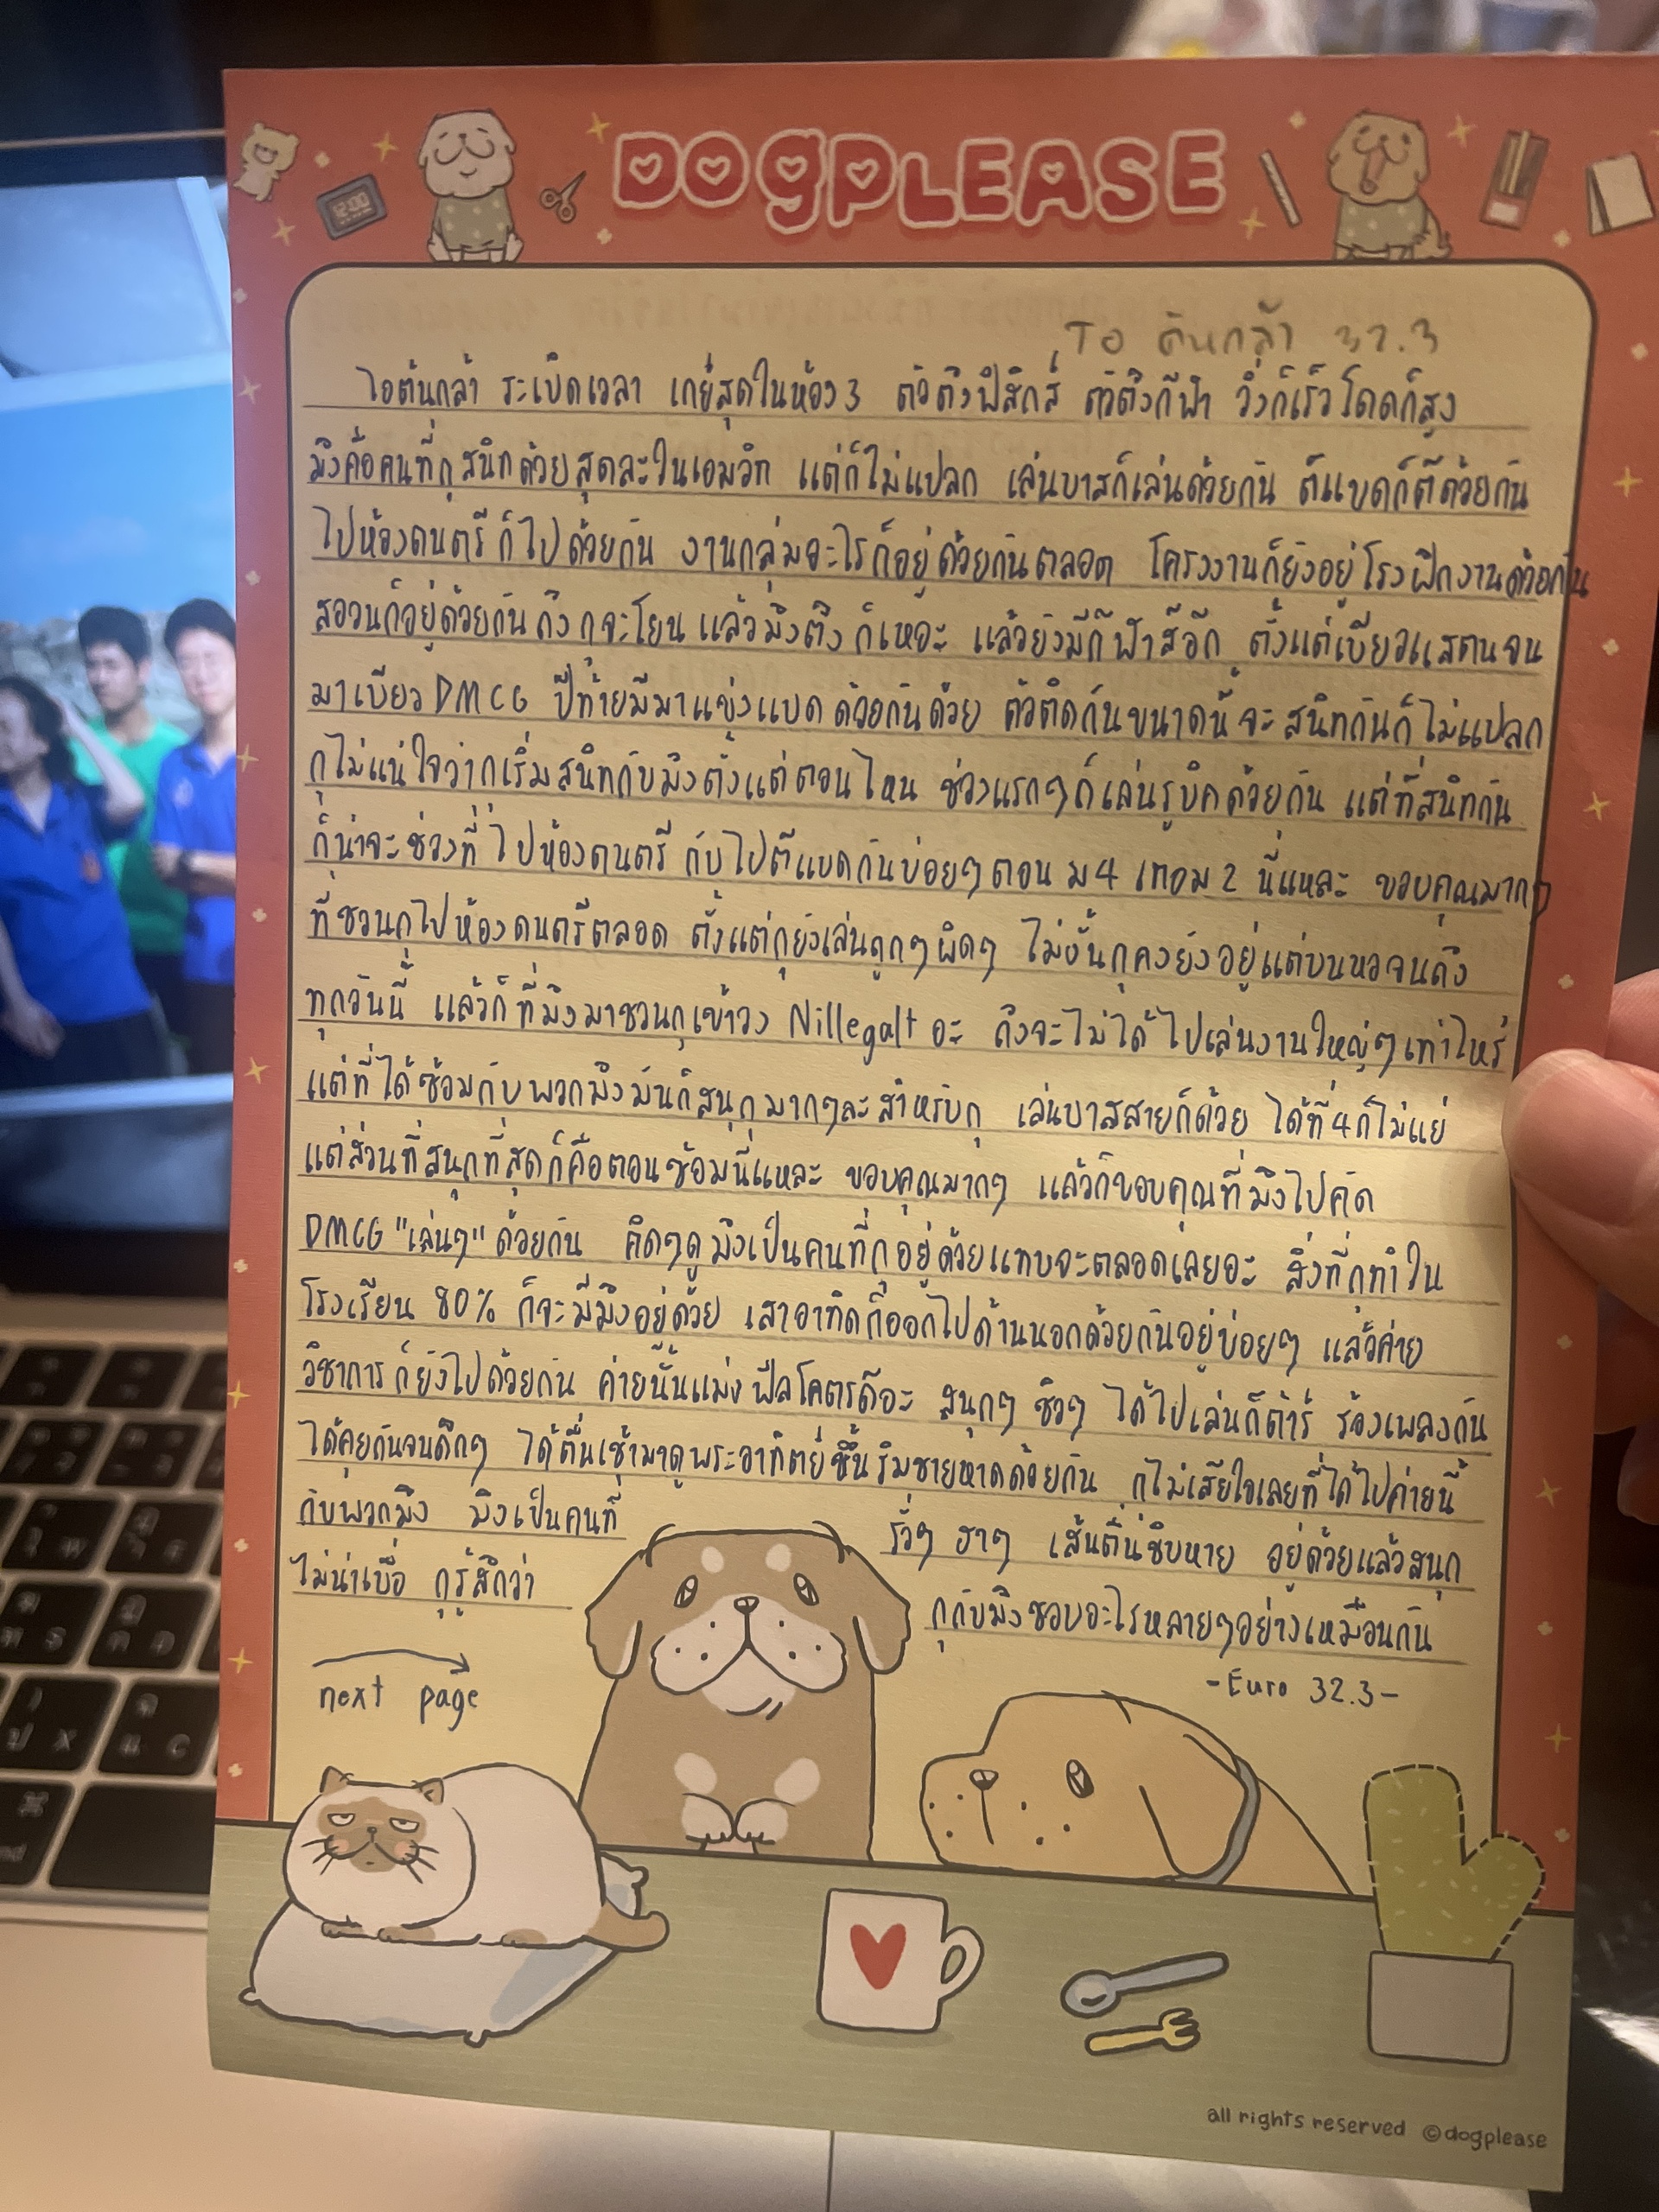 DOGPLEASE
12:00
To ต้นกล้า 32.3
ไอต้นกล้า ระเบิดเวลา เกย์สุดในห้อง 3 ตัวตึงฟิสิกส์ ตัวตึงกีฬา วิ่งก็เร็วโดดก็สูง
มึงคือคนที่กุสนิทด้วยสุดละในเอมวิท แต่ก็ไม่แปลก เล่นบาสก็เล่นด้วยกัน ตีแบดก็ตีด้วยกัน
ไปห้องดนตรีก็ไปด้วยกัน งานกลุ่มอะไรก็อยู่ด้วยกันตลอด โครงงานก็ยังอยู่โรงฝึกงานด้วยกัน
สอวนก็อยู่ด้วยกันถึงกุจะโยนแล้วมึงตึงก็เหอะ แล้วยังมีกีฬาสีอีก ตั้งแต่เบียวแสตนจน
มาเบียว DMCG ปีท้ายมีมาแข่งแบดด้วยกันด้วย ตัวติดกันขนาดนี้จะสนิทกันก็ไม่แปลก
กุไม่แน่ใจว่ากุเริ่มสนิทกับมึงตั้งแต่ตอนไหน ช่วงแรกๆก็เล่นรูบิคด้วยกัน แต่ที่สนิทกัน
ก็น่าจะช่วงที่ไปห้องดนตรี กับไปตีแบดกันบ่อยๆตอน ม4 เทอม 2 นี่แหละ ขอบคุณมากๆ
ที่ชวนกุไปห้องดนตรีตลอด ตั้งแต่กุยังเล่นถูกๆผิดๆ ไม่งั้นกุคงยังอยู่แต่บนหอจนถึง
ทุกวันนี้ แล้วก็ที่มึงมาชวนกุเข้าวง Nillegalt อะ ถึงจะไม่ได้ไปเล่นงานใหญ่ๆเท่าไหร่
แต่ที่ได้ซ้อมกับพวกมึงมันก็สนุกมากๆละสำหรับกุ เล่นบาสสายก็ด้วย ได้ที่4ก็ไม่แย่
แต่ส่วนที่สนุกที่สุดก็คือตอนซ้อมนี่แหละ ขอบคุณมากๆ แล้วก็ขอบคุณที่มึงไปคัด
DMCG "เล่นๆ" ด้วยกัน คิดๆดูมึงเป็นคนที่กุอยู่ด้วยแทบจะตลอดเลยอะ สิ่งที่กุทำใน
โรงเรียน 80% ก็จะมีมึงอยู่ด้วย เสาอาทิดก็ออกไปด้านนอกด้วยกันอยู่บ่อยๆ แล้วค่าย
วิชาการก็ยังไปด้วยกัน ค่ายนั้นแม่งฟีลโคตรดีอะ สนุกๆ ชิวๆ ได้ไปเล่นกีต้าร์ ร้องเพลงกัน
ได้คุยกันจนดึกๆ ได้ตื่นเช้ามาดูพระอาทิตย์ขึ้นริมชายหาดด้วยกัน กุไม่เสียใจเลยที่ได้ไปค่ายนี้
กับพวกมึง มึงเป็นคนที่ รั่วๆ ฮาๆ เส้นตื้นชิบหาย อยู่ด้วยแล้วสนุก
ไม่น่าเบื่อ กุรู้สึกว่า กุกับมึงชอบอะไรหลายๆอย่างเหมือนกัน
next page
-Euro 32.3-
all rights reserved ©dogplease